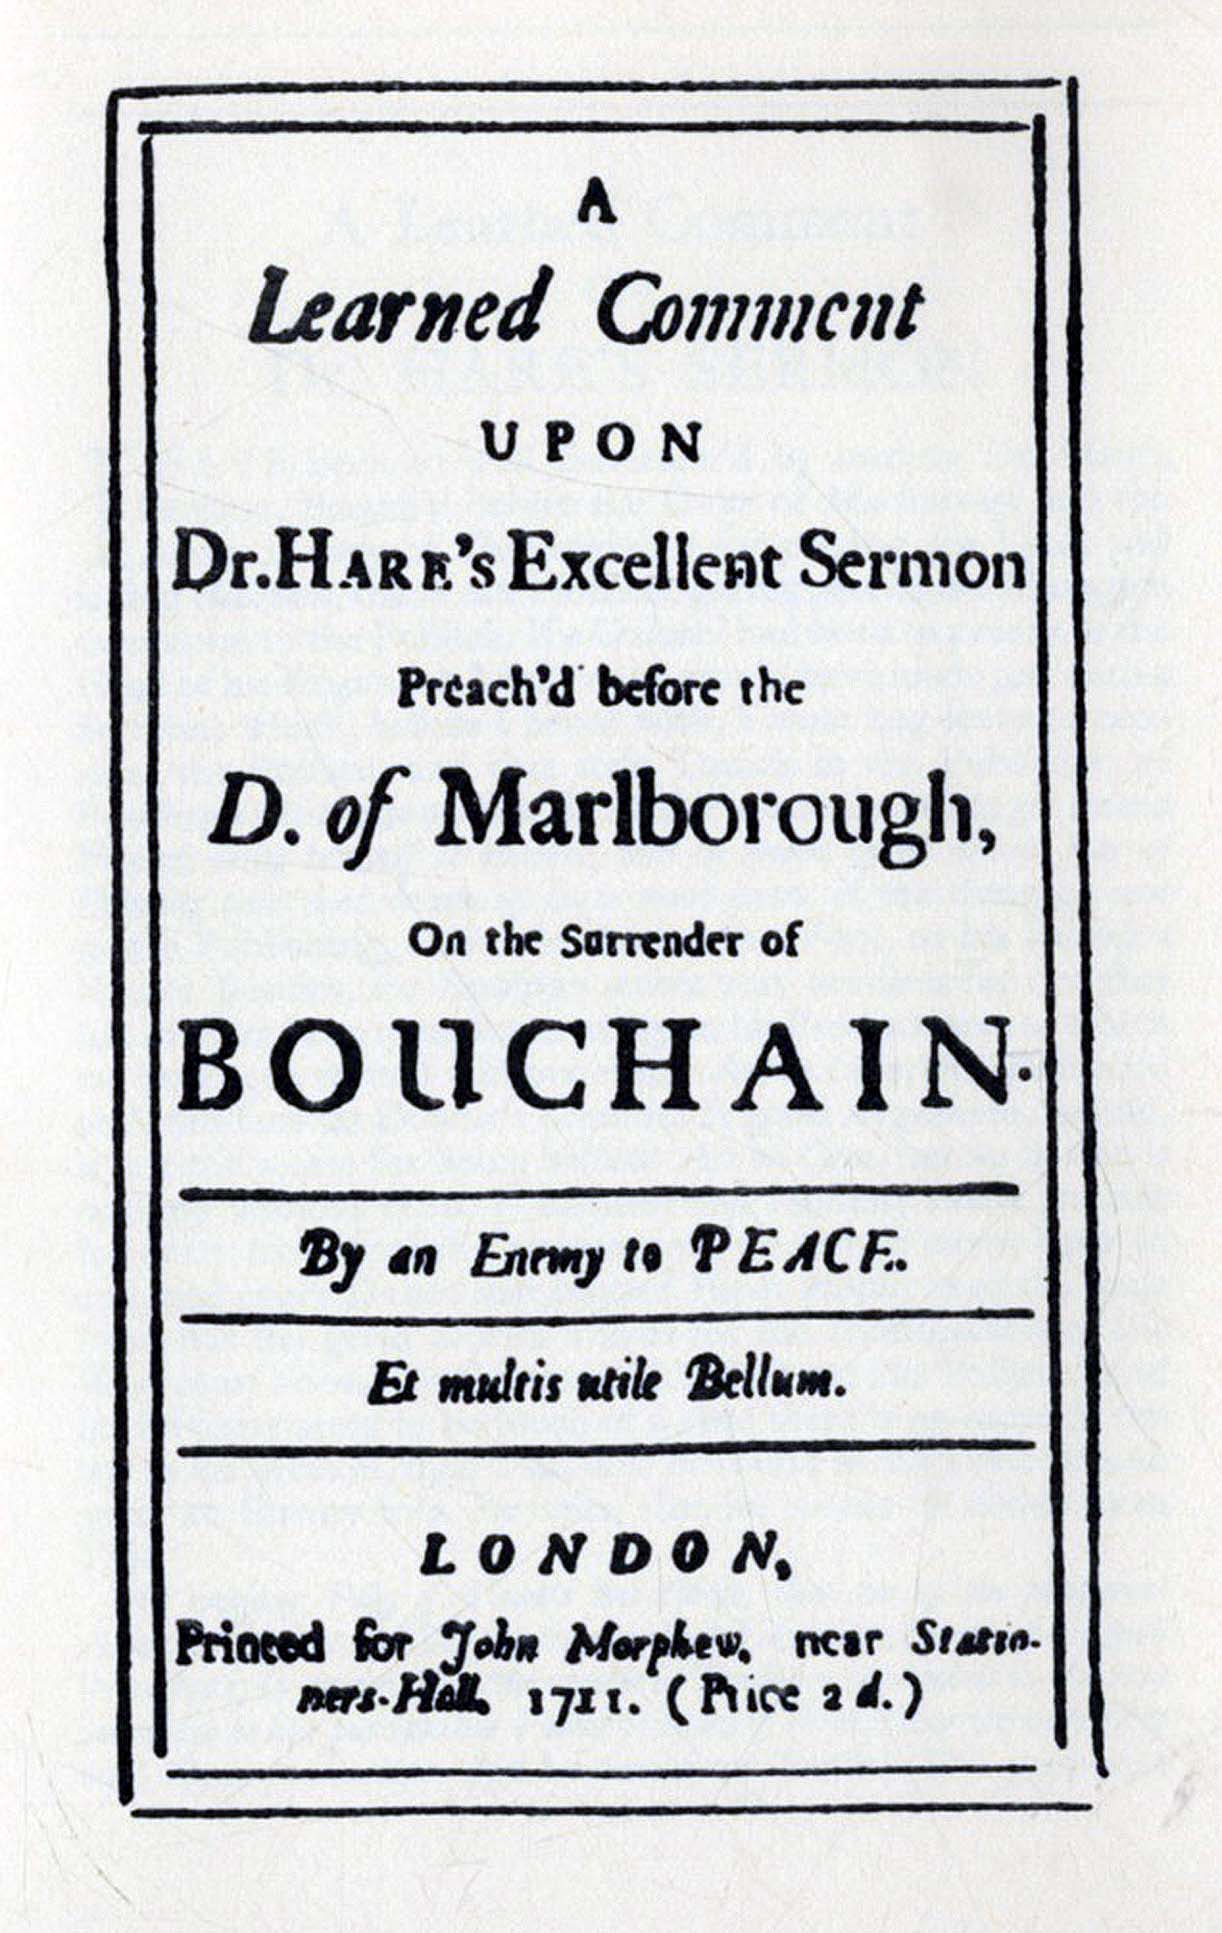 A
Learned Comment
UPON
Dr. HARE's Excellent Sermon
Preach'd before the
D. of Marlborough,
On the Surrender of
BOUCHAIN.
By an Enemy to PEACE.
Et multis utile Bellum.
LONDON,
Printed for John Morphew, near Statio-
ners-Hall, 1711. (Price 2 d.)